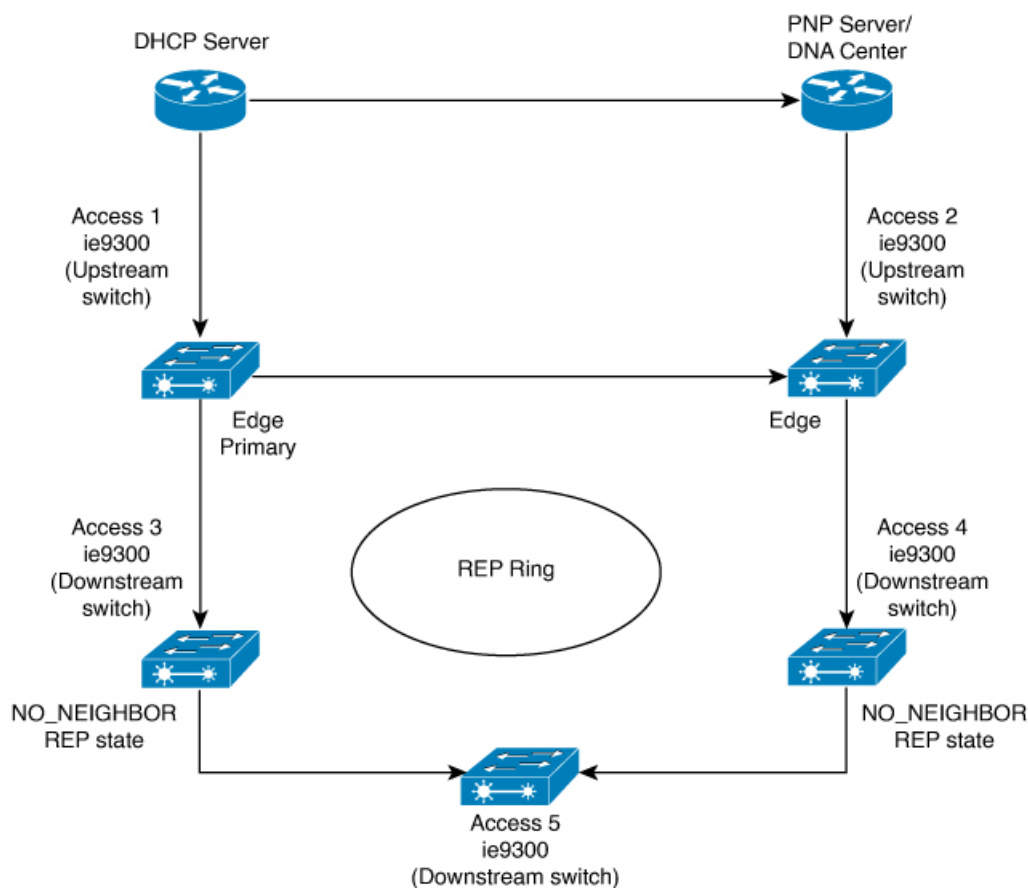 DHCP Server
PNP Server/
DNA Center
Access 1
ie9300
(Upstream
switch)
Access 2
ie9300
(Upstream
switch)
Edge
Primary
Edge
Access 3
ie9300
(Downstream
switch)
REP Ring
Access 4
ie9300
(Downstream
switch)
NO_NEIGHBOR
REP state
NO_NEIGHBOR
REP state
Access 5
ie9300
(Downstream switch)